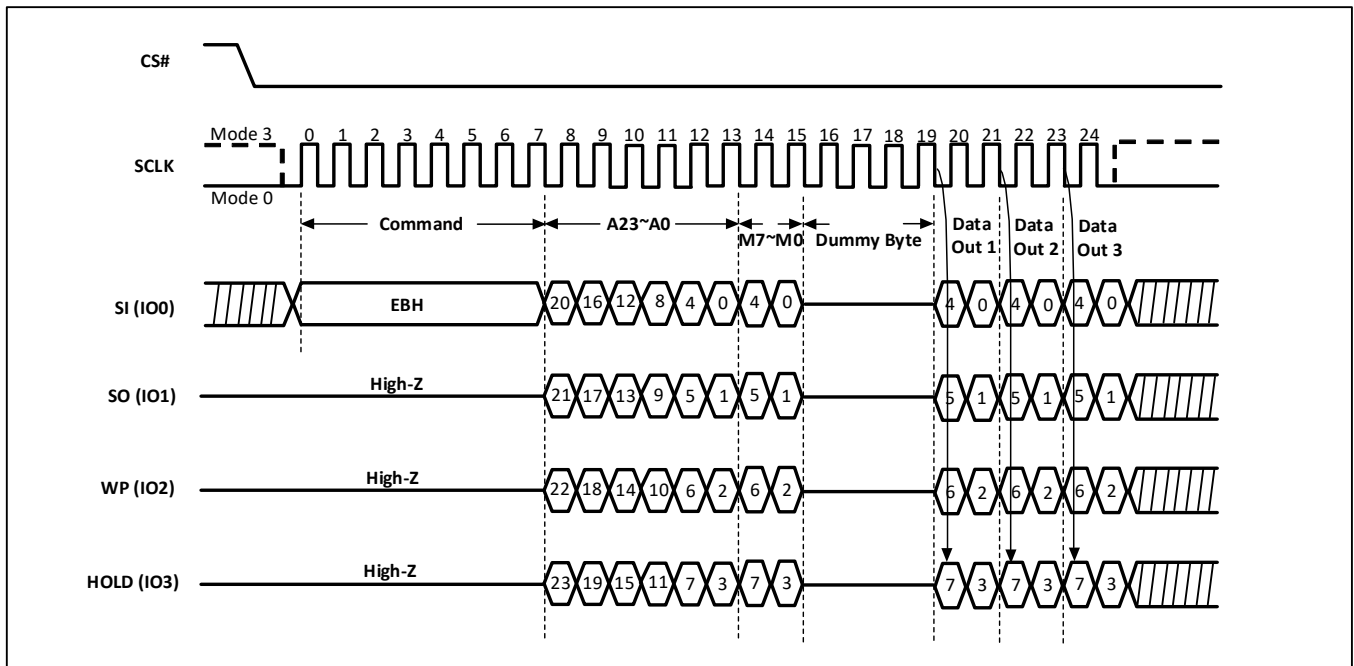 CS#
Mode 3
0 1 2 3 4 5 6 7 8 9 10 11 12 13 14 15 16 17 18 19 20 21 22 23 24
SCLK
Mode 0
Command A23~A0 M7~M0 Dummy Byte Data Out 1 Data Out 2 Data Out 3
SI (IO0) EBH 20 16 12 8 4 0 4 0 4 0 4 0 4 0
SO (IO1) High-Z 21 17 13 9 5 1 5 1 5 1 5 1 5 1
WP (IO2) High-Z 22 18 14 10 6 2 6 2 6 2 6 2 6 2
HOLD (IO3) High-Z 23 19 15 11 7 3 7 3 7 3 7 3 7 3